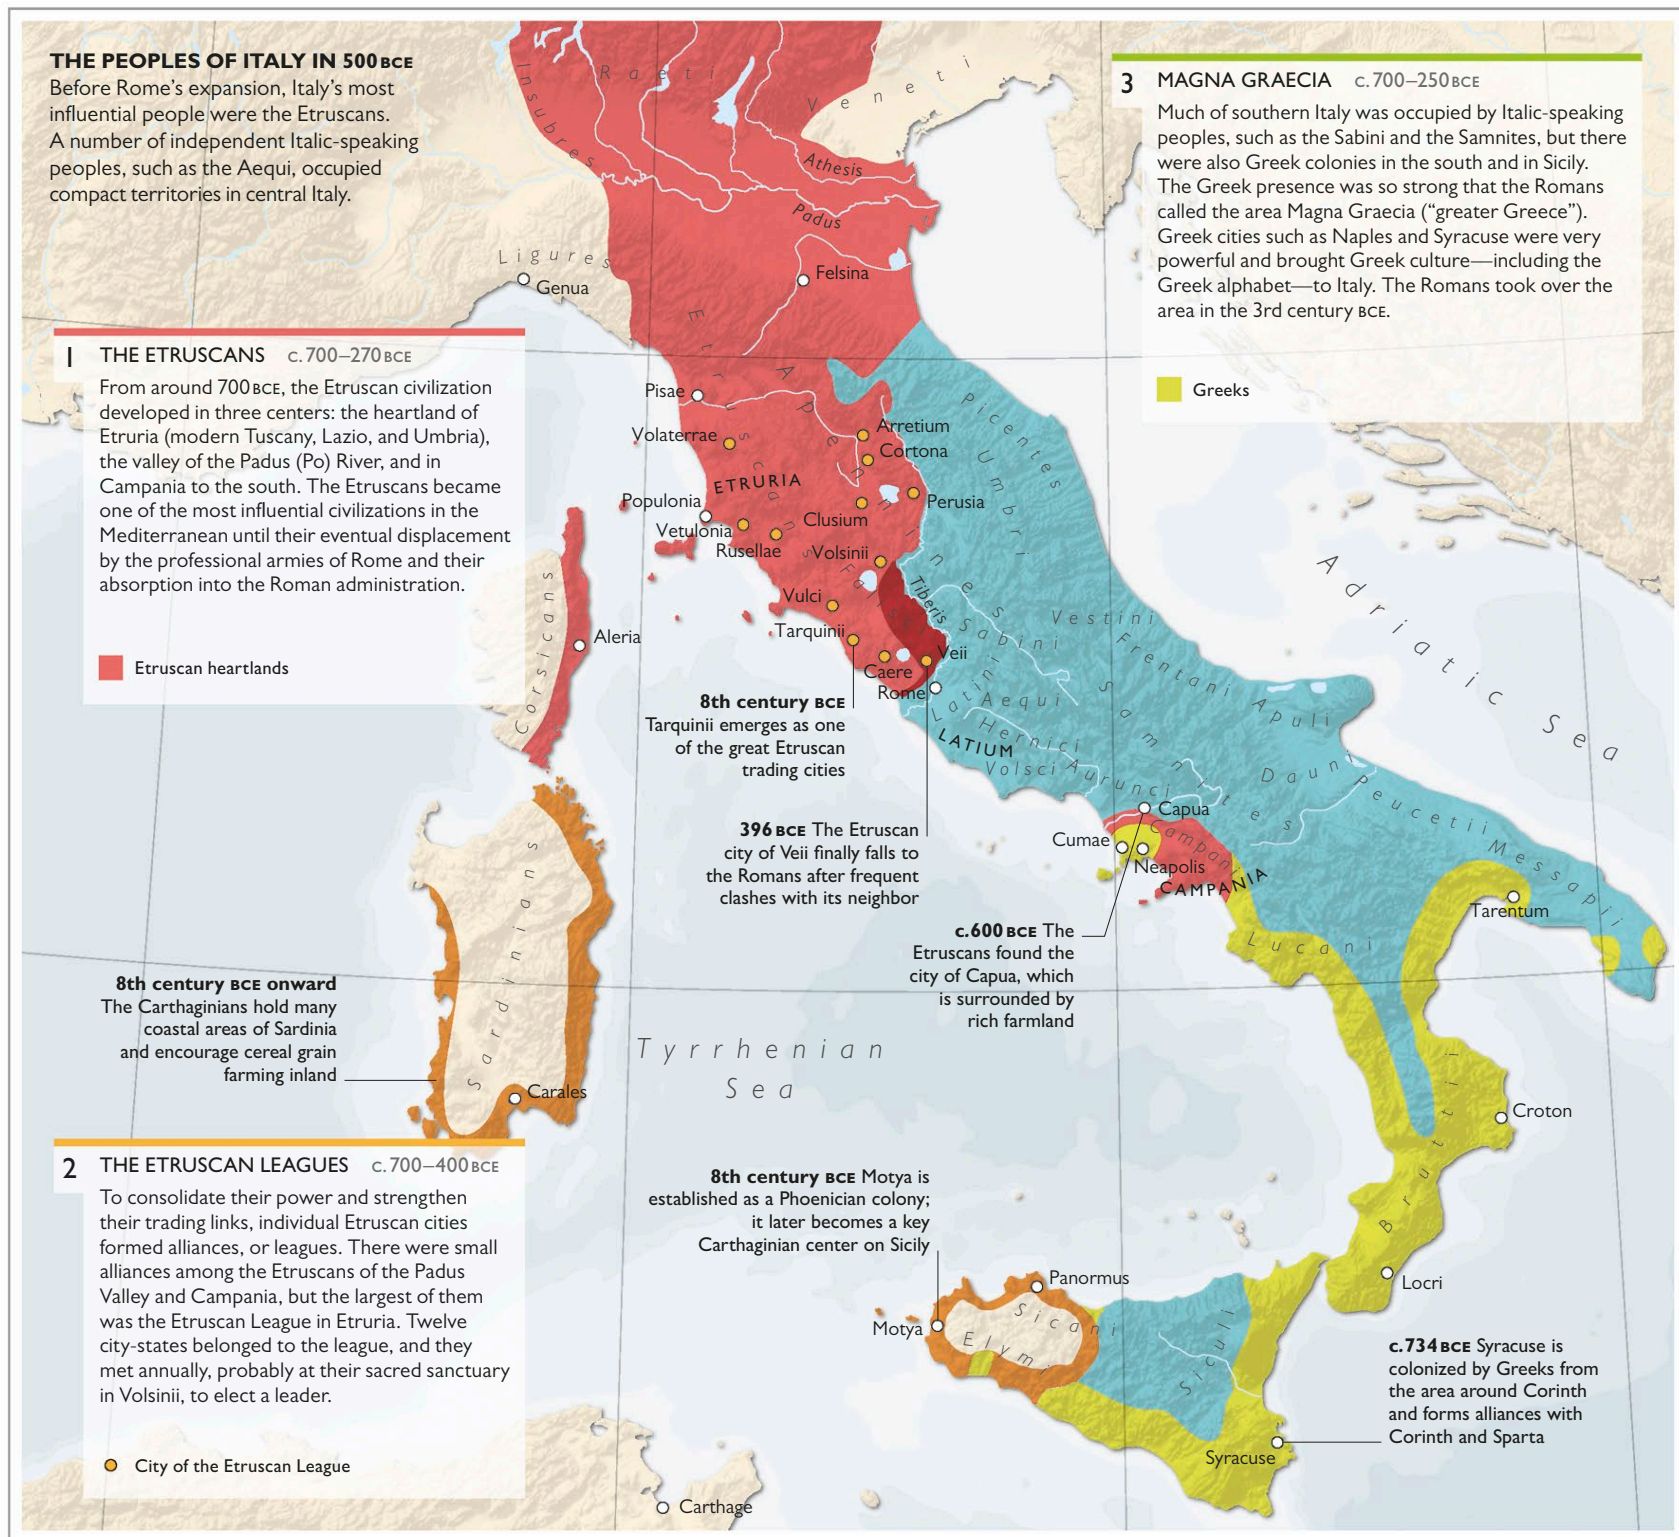 THE PEOPLES OF ITALY IN 500 BCE
Before Rome's expansion, Italy's most
influential people were the Etruscans.
A number of independent Italic-speaking
peoples, such as the Aequi, occupied
compact territories in central Italy.
3 MAGNA GRAECIA c. 700–250 BCE
Much of southern Italy was occupied by Italic-speaking
peoples, such as the Sabini and the Samnites, but there
were also Greek colonies in the south and in Sicily.
The Greek presence was so strong that the Romans
called the area Magna Graecia (“greater Greece”).
Greek cities such as Naples and Syracuse were very
powerful and brought Greek culture—including the
Greek alphabet—to Italy. The Romans took over the
area in the 3rd century BCE.
Greeks
1 THE ETRUSCANS c. 700–270 BCE
From around 700 BCE, the Etruscan civilization
developed in three centers: the heartland of
Etruria (modern Tuscany, Lazio, and Umbria),
the valley of the Padus (Po) River, and in
Campania to the south. The Etruscans became
one of the most influential civilizations in the
Mediterranean until their eventual displacement
by the professional armies of Rome and their
absorption into the Roman administration.
Etruscan heartlands
2 THE ETRUSCAN LEAGUES c. 700–400 BCE
To consolidate their power and strengthen
their trading links, individual Etruscan cities
formed alliances, or leagues. There were small
alliances among the Etruscans of the Padus
Valley and Campania, but the largest of them
was the Etruscan League in Etruria. Twelve
city-states belonged to the league, and they
met annually, probably at their sacred sanctuary
in Volsinii, to elect a leader.
City of the Etruscan League
Insubres
Raeti
Veneti
Athesis
Padus
Ligures
Genua
Felsina
Etruscans
Apennines
Pisae
Volaterrae
Arretium
Cortona
ETRURIA
Populonia
Perusia
Vetulonia
Clusium
Rusellae
Volsinii
Falisci
Tiberis
Vulci
Tarquinii
Caere
Veii
Rome
Picentes
Umbri
Sabini
Vestini
Frentani
Latini
Aequi
Hernici
LATIUM
Volsci
Aurunci
Samnites
Apuli
Dauni
Peucetii
Messapii
Adriatic Sea
Corsicans
Aleria
8th century BCE
Tarquinii emerges as one
of the great Etruscan
trading cities
396 BCE The Etruscan
city of Veii finally falls to
the Romans after frequent
clashes with its neighbor
Capua
Cumae
Campani
Neapolis
CAMPANIA
c.600 BCE The
Etruscans found the
city of Capua, which
is surrounded by
rich farmland
Lucani
Tarentum
Sardinians
8th century BCE onward
The Carthaginians hold many
coastal areas of Sardinia
and encourage cereal grain
farming inland
Carales
Tyrrhenian
Sea
Bruttii
Croton
Locri
8th century BCE Motya is
established as a Phoenician colony;
it later becomes a key
Carthaginian center on Sicily
Panormus
Motya
Sicani
Elymi
Siculi
Syracuse
c.734 BCE Syracuse is
colonized by Greeks from
the area around Corinth
and forms alliances with
Corinth and Sparta
Carthage